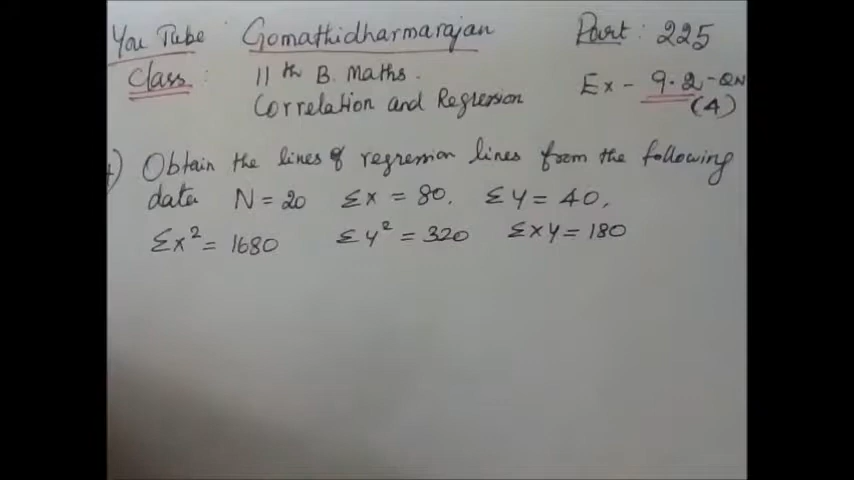 You Tube : Gomathidharmarajan Part : 225
Class : 11 th B. Maths. Ex - 9.2 - QN
Correlation and Regression (4)
4) Obtain the lines of regression lines from the following
data N = 20 Σx = 80, Σy = 40,
Σx² = 1680 Σy² = 320 Σxy = 180